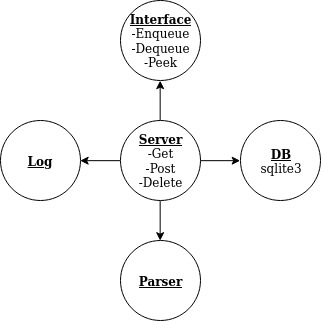 Interface
-Enqueue
-Dequeue
-Peek
Log
Server
-Get
-Post
-Delete
DB
sqlite3
Parser